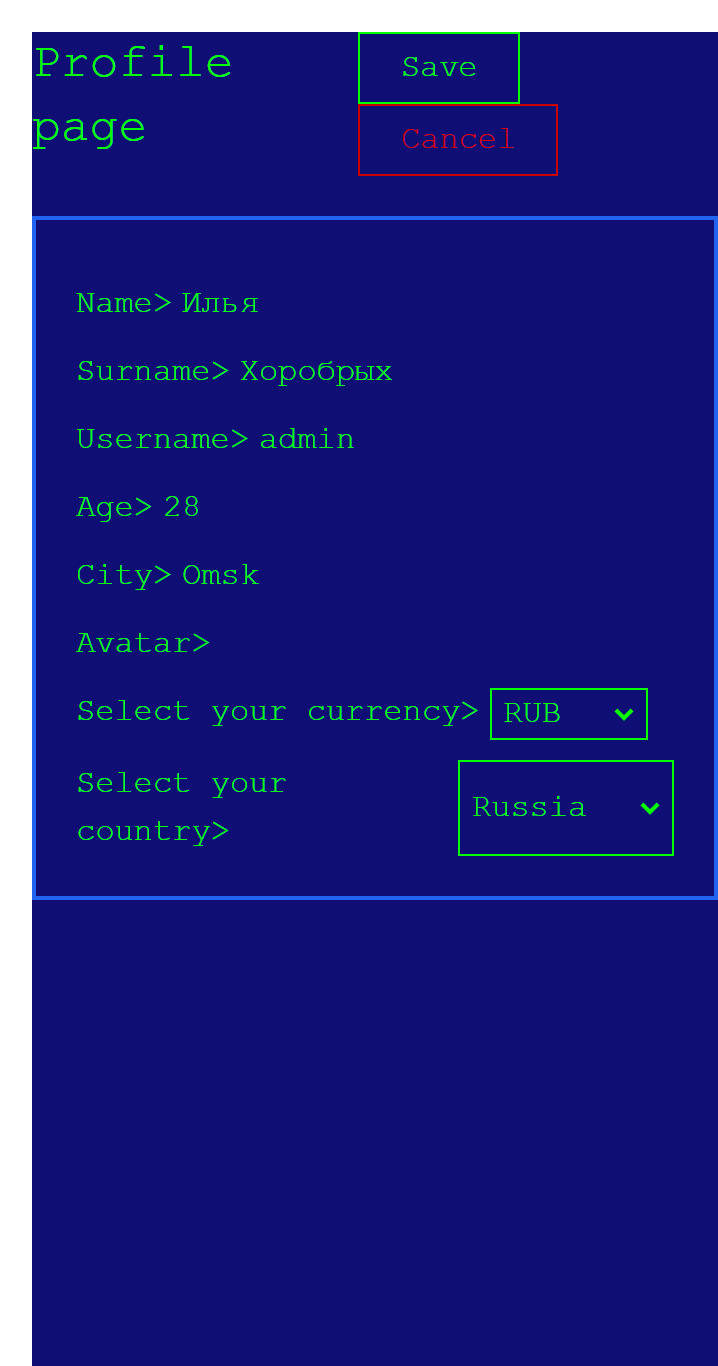 Profile
page
Save
Cancel
Name> Илья
Surname> Хоробрых
Username> admin
Age> 28
City> Omsk
Avatar>
Select your currency> RUB
Select your
country>
Russia